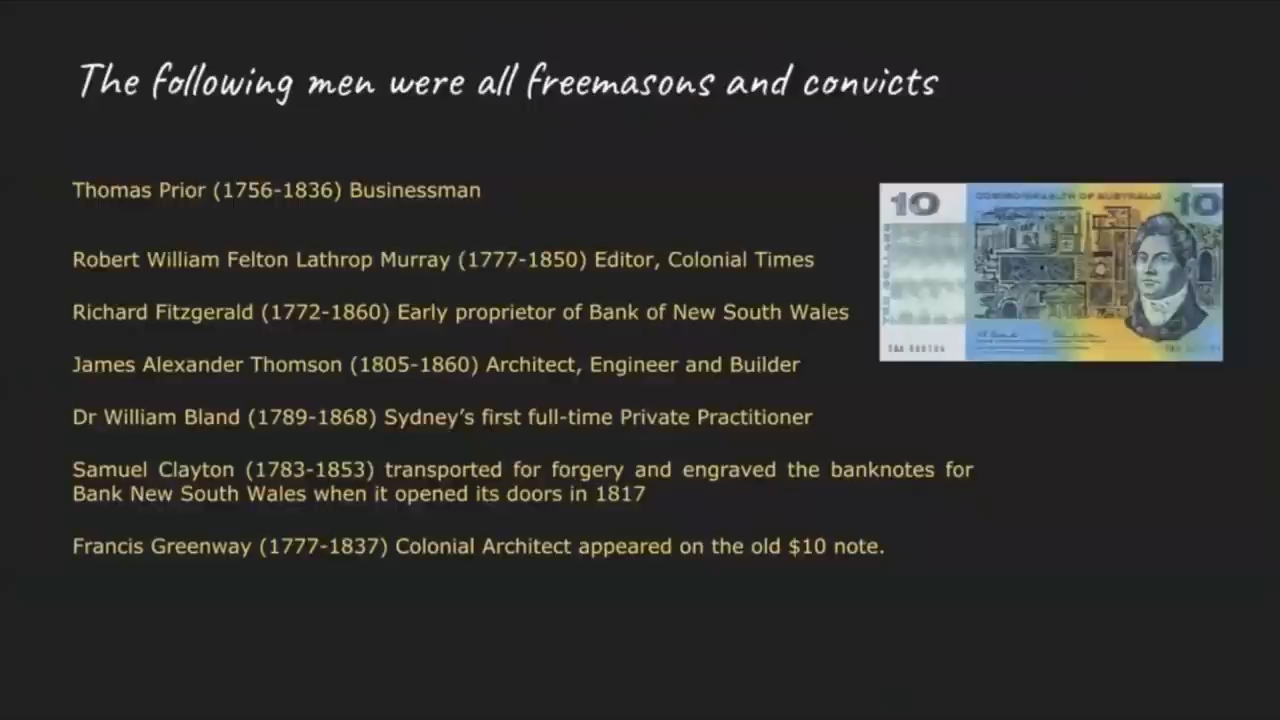 The following men were all freemasons and convicts
Thomas Prior (1756-1836) Businessman
Robert William Felton Lathrop Murray (1777-1850) Editor, Colonial Times
Richard Fitzgerald (1772-1860) Early proprietor of Bank of New South Wales
James Alexander Thomson (1805-1860) Architect, Engineer and Builder
Dr William Bland (1789-1868) Sydney’s first full-time Private Practitioner
Samuel Clayton (1783-1853) transported for forgery and engraved the banknotes for
Bank New South Wales when it opened its doors in 1817
Francis Greenway (1777-1837) Colonial Architect appeared on the old $10 note.
10
COMMONWEALTH OF AUSTRALIA
10